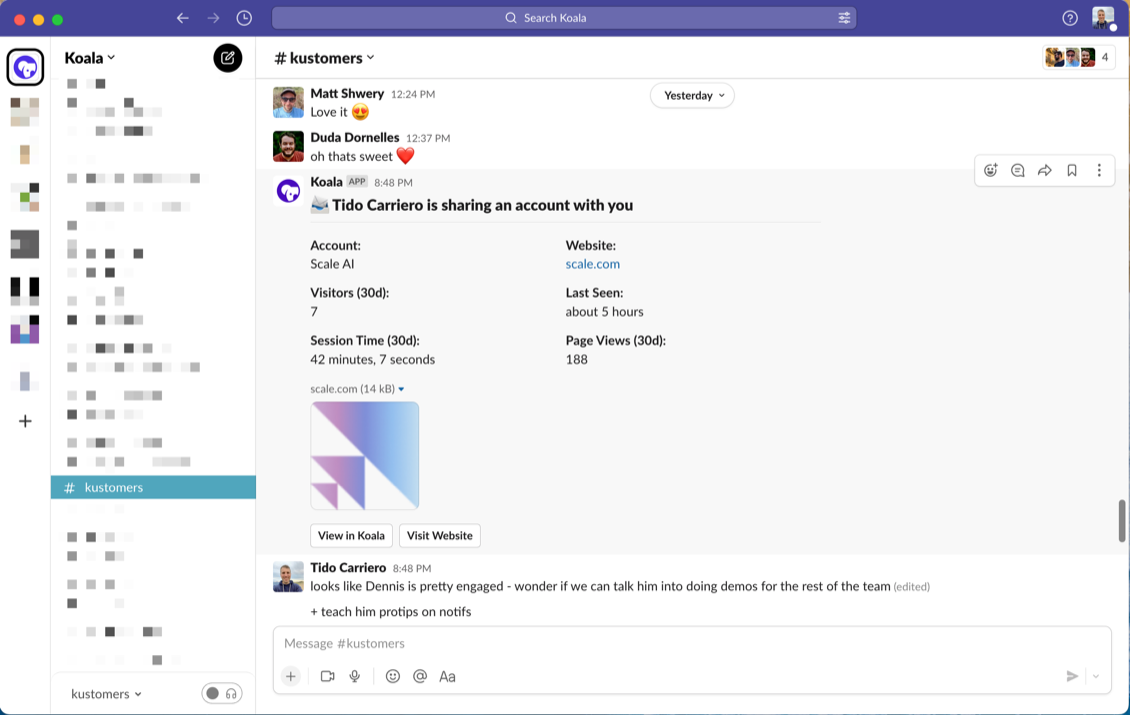 Search Koala
Koala
# kustomers
4
Matt Shwery 12:24 PM
Yesterday
Love it 😍
Duda Dornelles 12:37 PM
oh thats sweet ❤️
Koala APP 8:48 PM
Tido Carriero is sharing an account with you
Account:
Scale AI
Website:
scale.com
Visitors (30d):
7
Last Seen:
about 5 hours
Session Time (30d):
42 minutes, 7 seconds
Page Views (30d):
188
scale.com (14 kB)
View in Koala
Visit Website
# kustomers
Tido Carriero 8:48 PM
looks like Dennis is pretty engaged - wonder if we can talk him into doing demos for the rest of the team (edited)
+ teach him protips on notifs
Message #kustomers
Aa
kustomers